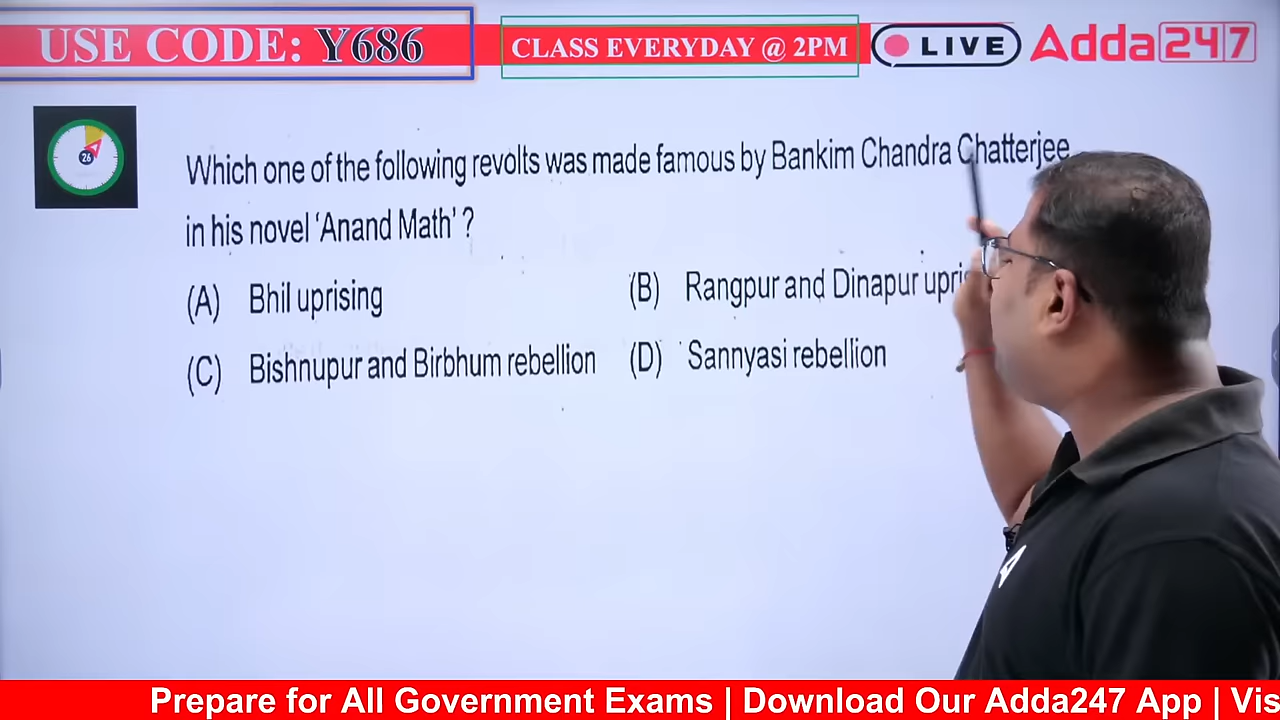 USE CODE: Y686
CLASS EVERYDAY @ 2PM
LIVE
Adda247
26
Which one of the following revolts was made famous by Bankim Chandra Chatterjee
in his novel ‘Anand Math’ ?
(A) Bhil uprising
(B) Rangpur and Dinapur
(C) Bishnupur and Birbhum rebellion
(D) Sannyasi rebellion
Prepare for All Government Exams | Download Our Adda247 App | Vis